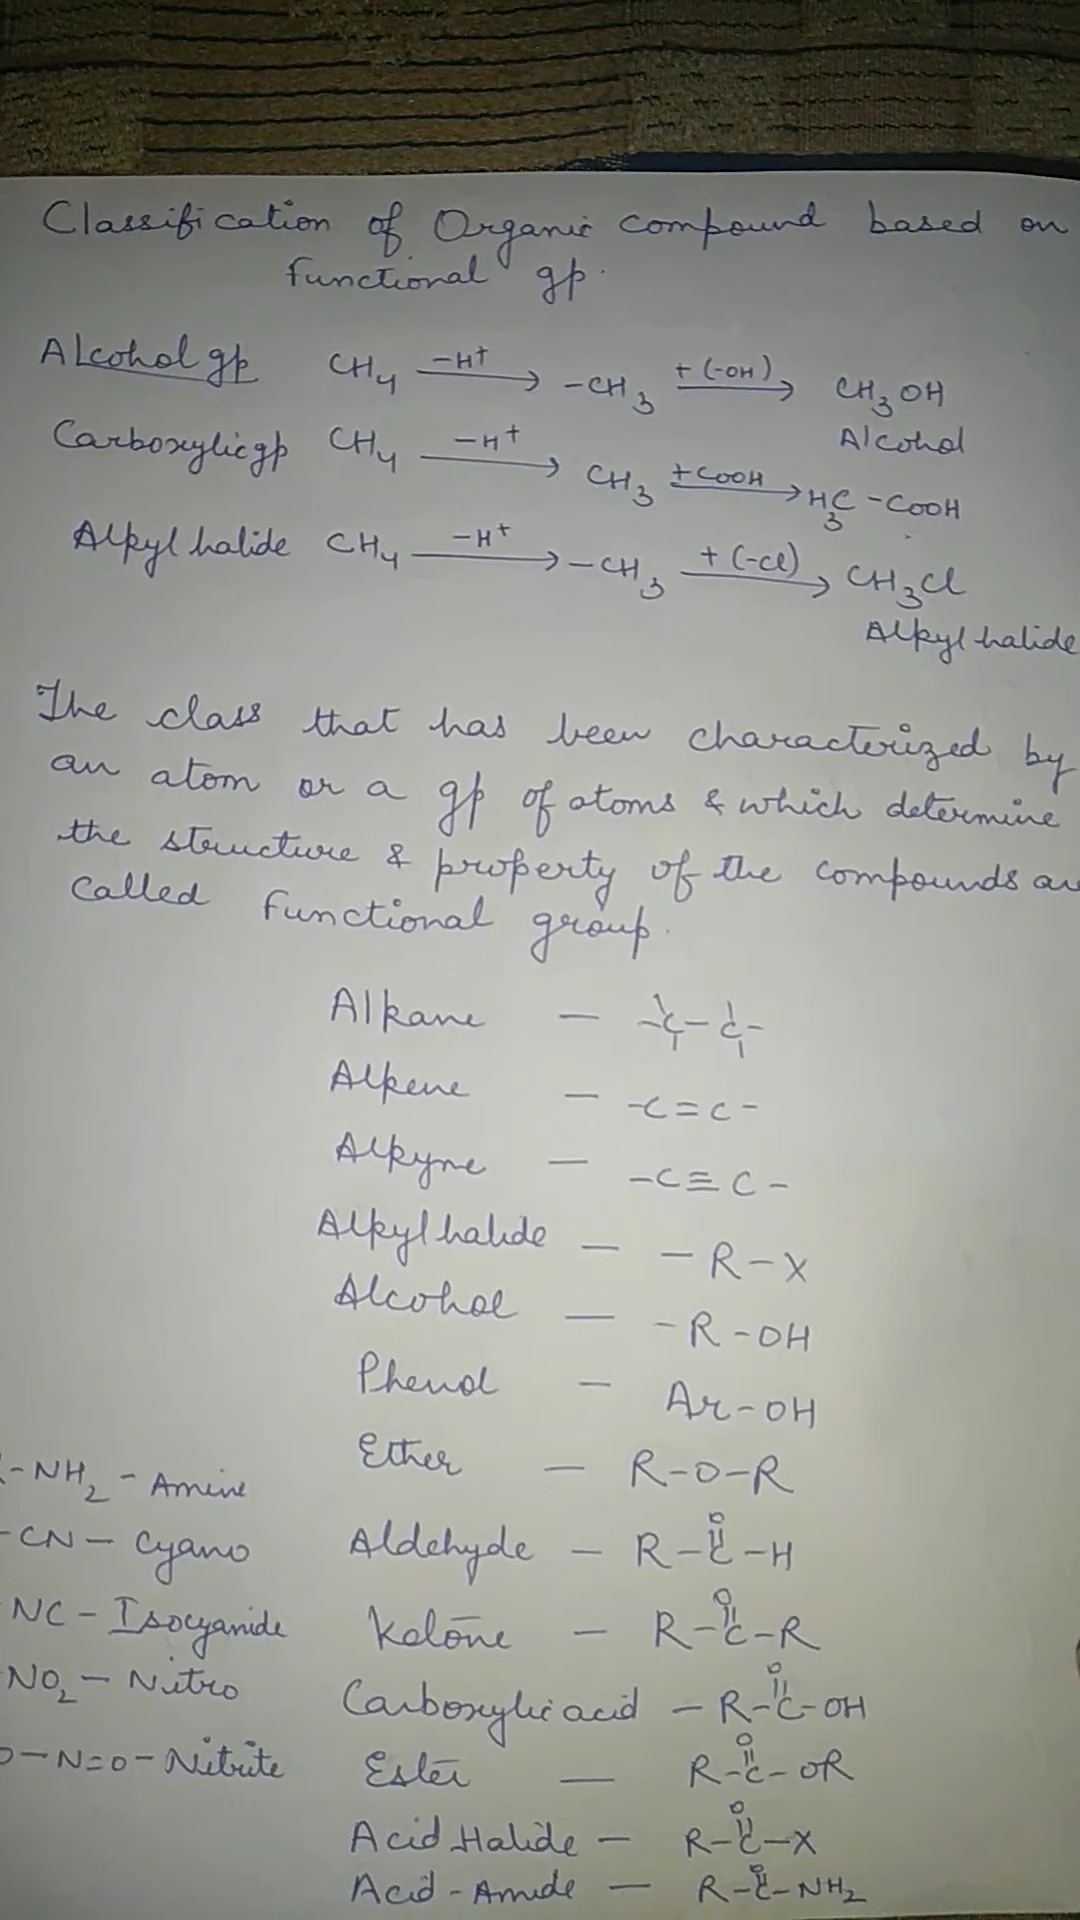 Classification of Organic compound based on
functional gp.
Alcohol gp CH4 -H+ → -CH3 +(-OH) → CH3OH
Alcohol
Carboxylic gp CH4 -H+ → CH3 +COOH → H3C-COOH
Alkyl halide CH4 -H+ → -CH3 +(-Cl) → CH3Cl
Alkyl halide
The class that has been characterized by
an atom or a gp of atoms & which determine
the structure & property of the compounds
called functional group.
Alkane — -C-C-
Alkene — -C=C-
Alkyne — -C≡C-
Alkyl halide — -R-X
Alcohol — -R-OH
Phenol — Ar-OH
Ether — R-O-R
Aldehyde — R-C(=O)-H
Ketone — R-C(=O)-R
Carboxylic acid — R-C(=O)-OH
Ester — R-C(=O)-OR
Acid Halide — R-C(=O)-X
Acid-Amide — R-C(=O)-NH2
-NH2 - Amine
-CN - Cyano
NC - Isocyanide
NO2 - Nitro
O-N=O - Nitrite